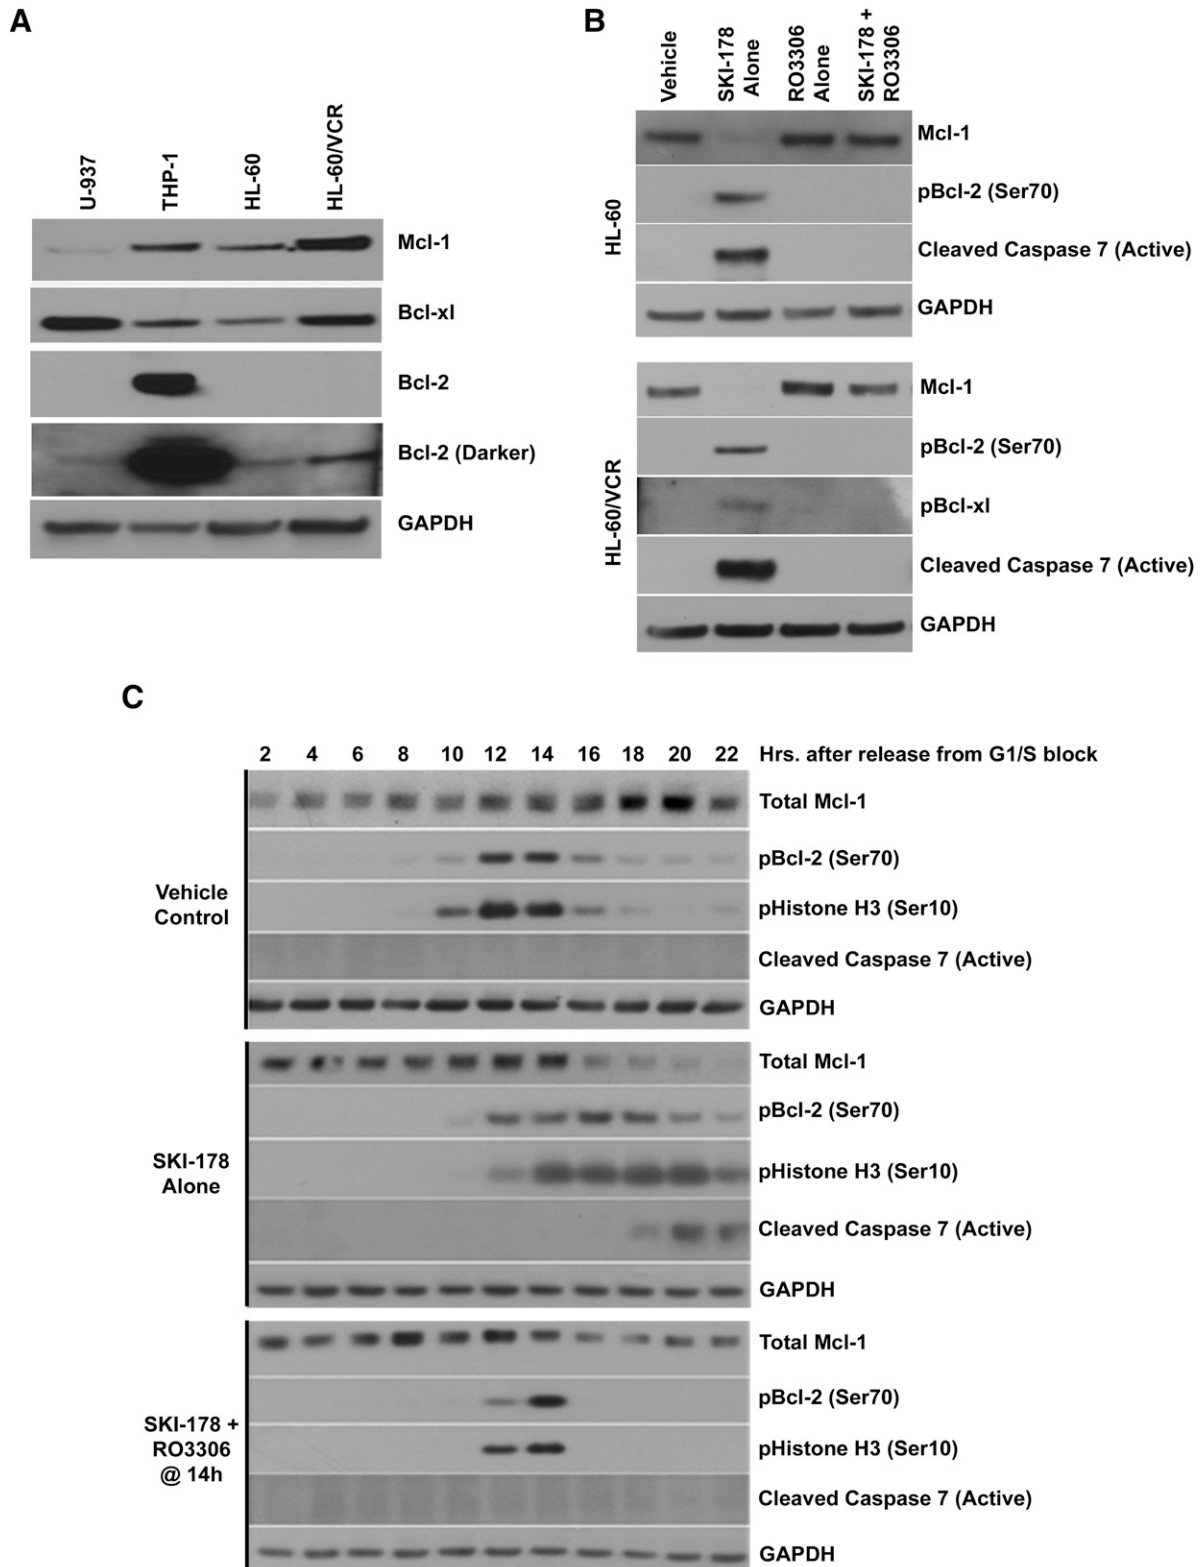 A
U-937
THP-1
HL-60
HL-60/VCR
Mcl-1
Bcl-xl
Bcl-2
Bcl-2 (Darker)
GAPDH
B
Vehicle
SKI-178
Alone
RO3306
Alone
SKI-178 +
RO3306
HL-60
Mcl-1
pBcl-2 (Ser70)
Cleaved Caspase 7 (Active)
GAPDH
HL-60/VCR
Mcl-1
pBcl-2 (Ser70)
pBcl-xl
Cleaved Caspase 7 (Active)
GAPDH
C
2 4 6 8 10 12 14 16 18 20 22 Hrs. after release from G1/S block
Vehicle
Control
Total Mcl-1
pBcl-2 (Ser70)
pHistone H3 (Ser10)
Cleaved Caspase 7 (Active)
GAPDH
SKI-178
Alone
Total Mcl-1
pBcl-2 (Ser70)
pHistone H3 (Ser10)
Cleaved Caspase 7 (Active)
GAPDH
SKI-178 +
RO3306
@ 14h
Total Mcl-1
pBcl-2 (Ser70)
pHistone H3 (Ser10)
Cleaved Caspase 7 (Active)
GAPDH